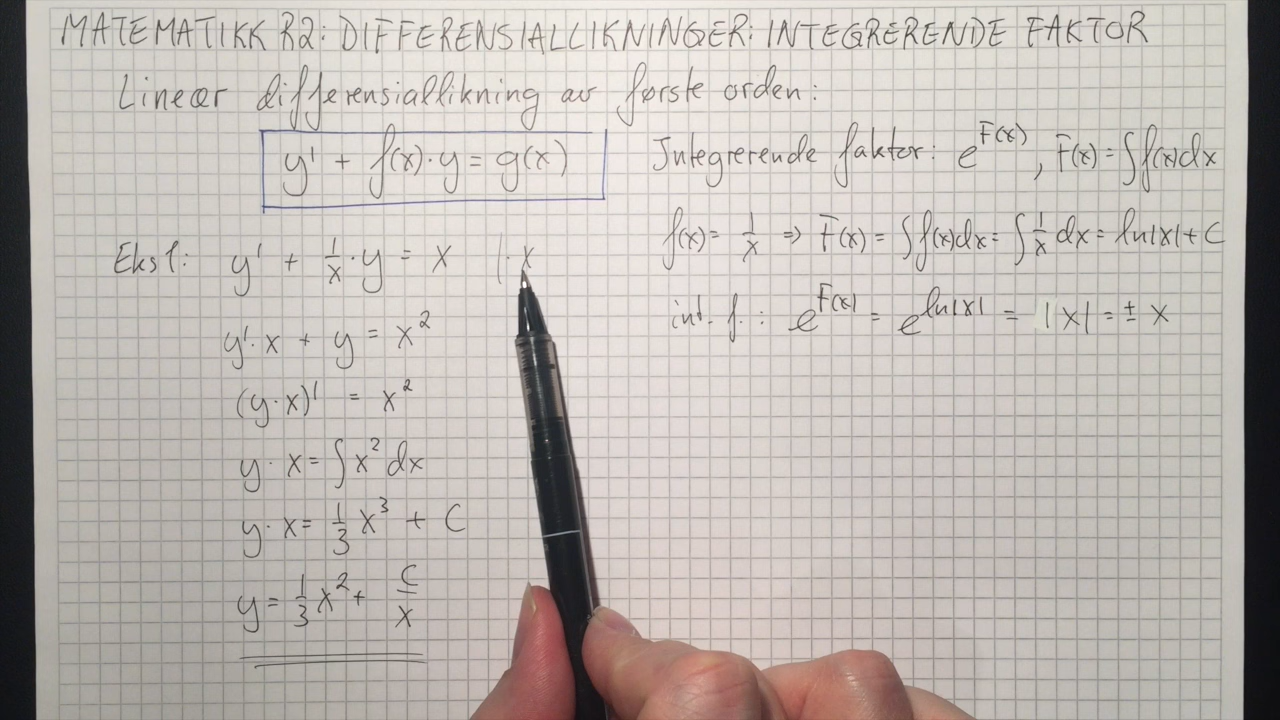 MATEMATIKK R2: DIFFERENSIALLIKNINGER: INTEGRERENDE FAKTOR
Lineær differensiallikning av første orden:
y' + f(x)·y = g(x)
Integrerende faktor: e^F(x), F(x) = ∫f(x)dx
f(x) = 1/x ⇒ F(x) = ∫f(x)dx = ∫1/x dx = ln|x| + C
int. f.: e^F(x) = e^ln|x| = |x| = ± x
Eks 1: y' + 1/x · y = x |· x
y'· x + y = x²
(y·x)' = x²
y· x = ∫x² dx
y· x = 1/3 x³ + C
y = 1/3 x² + C/x